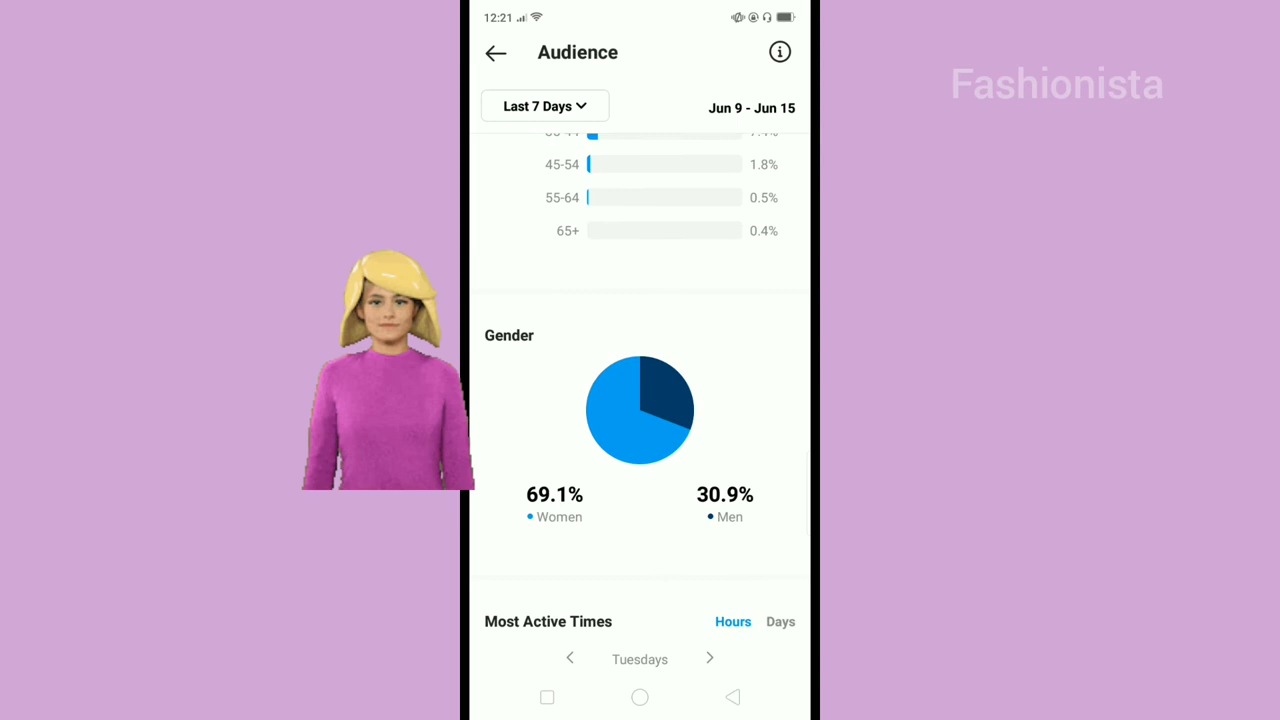 12:21
Audience
Fashionista
Last 7 Days
Jun 9 - Jun 15
45-54 1.8%
55-64 0.5%
65+ 0.4%
Gender
69.1% 30.9%
Women Men
Most Active Times Hours Days
Tuesdays